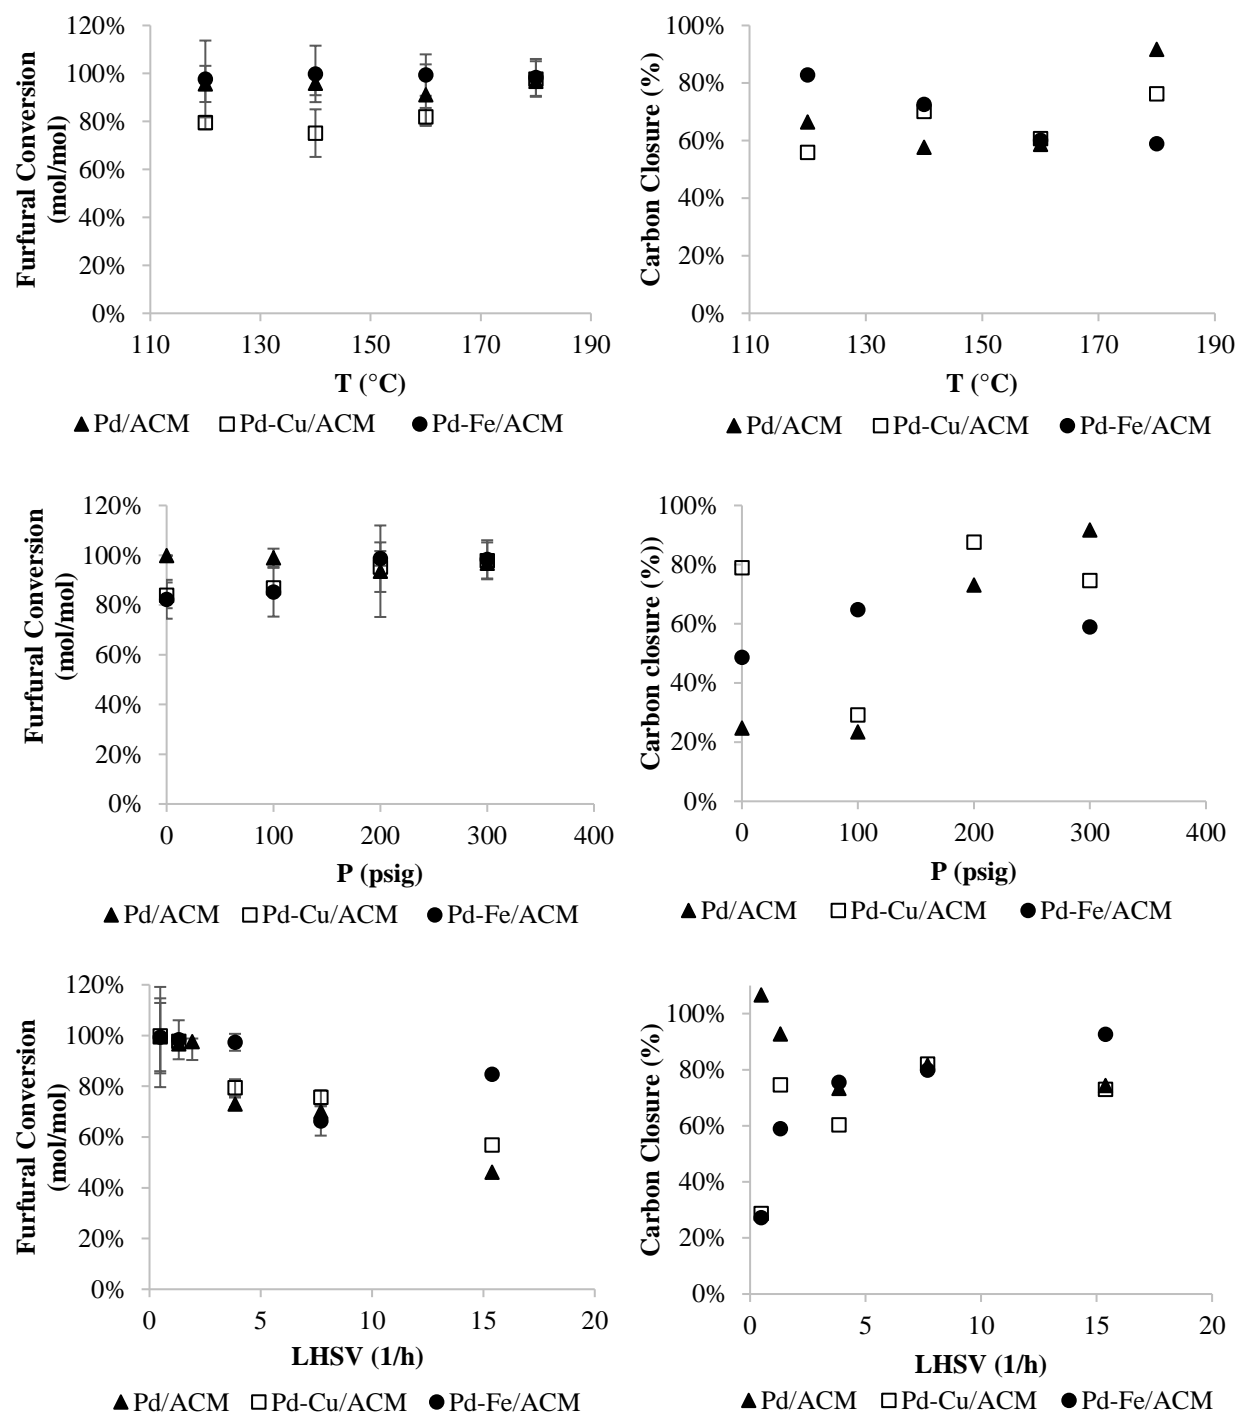 Furfural Conversion
(mol/mol)
120%
100%
80%
60%
40%
20%
0%
110 130 150 170 190
T (°C)
Pd/ACM Pd-Cu/ACM Pd-Fe/ACM
Carbon Closure (%)
100%
80%
60%
40%
20%
0%
110 130 150 170 190
T (°C)
Pd/ACM Pd-Cu/ACM Pd-Fe/ACM
Furfural Conversion
(mol/mol)
120%
100%
80%
60%
40%
20%
0%
0 100 200 300 400
P (psig)
Pd/ACM Pd-Cu/ACM Pd-Fe/ACM
Carbon closure (%))
100%
80%
60%
40%
20%
0%
0 100 200 300 400
P (psig)
Pd/ACM Pd-Cu/ACM Pd-Fe/ACM
Furfural Conversion
(mol/mol)
120%
100%
80%
60%
40%
20%
0%
0 5 10 15 20
LHSV (1/h)
Pd/ACM Pd-Cu/ACM Pd-Fe/ACM
Carbon Closure (%)
100%
80%
60%
40%
20%
0%
0 5 10 15 20
LHSV (1/h)
Pd/ACM Pd-Cu/ACM Pd-Fe/ACM